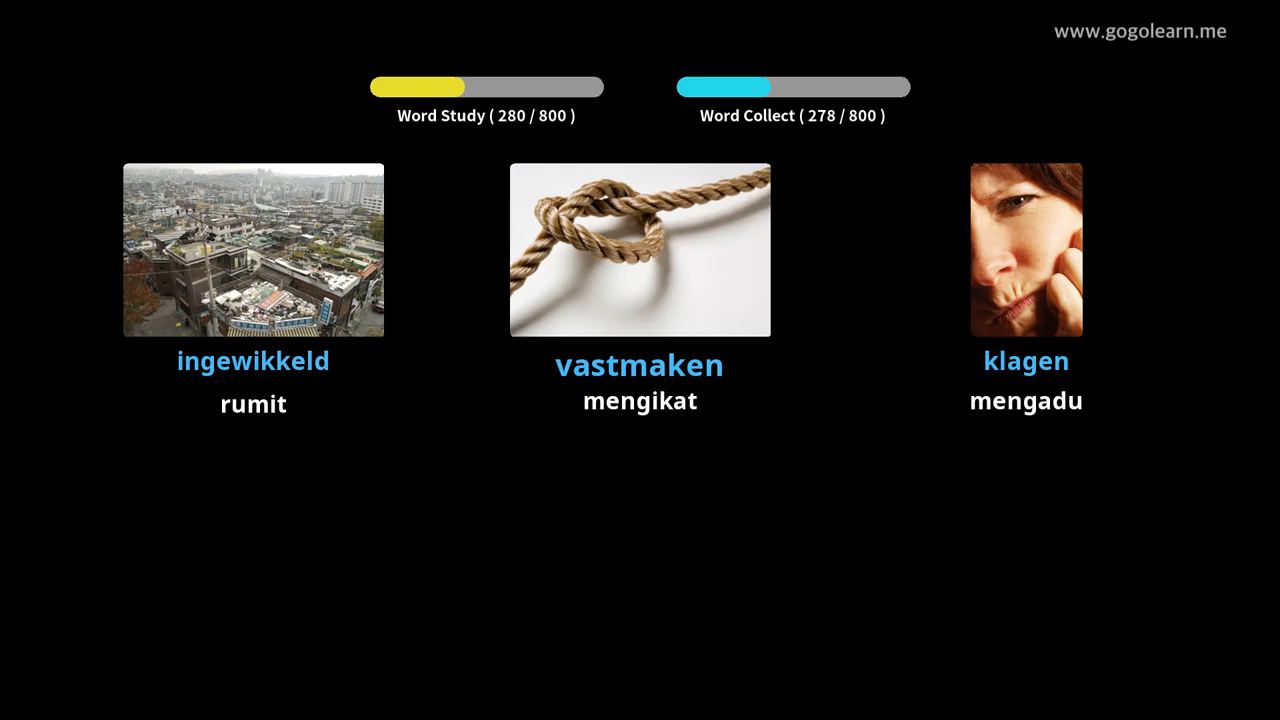 www.gogolearn.me
Word Study ( 280 / 800 )
Word Collect ( 278 / 800 )
ingewikkeld
rumit
vastmaken
mengikat
klagen
mengadu